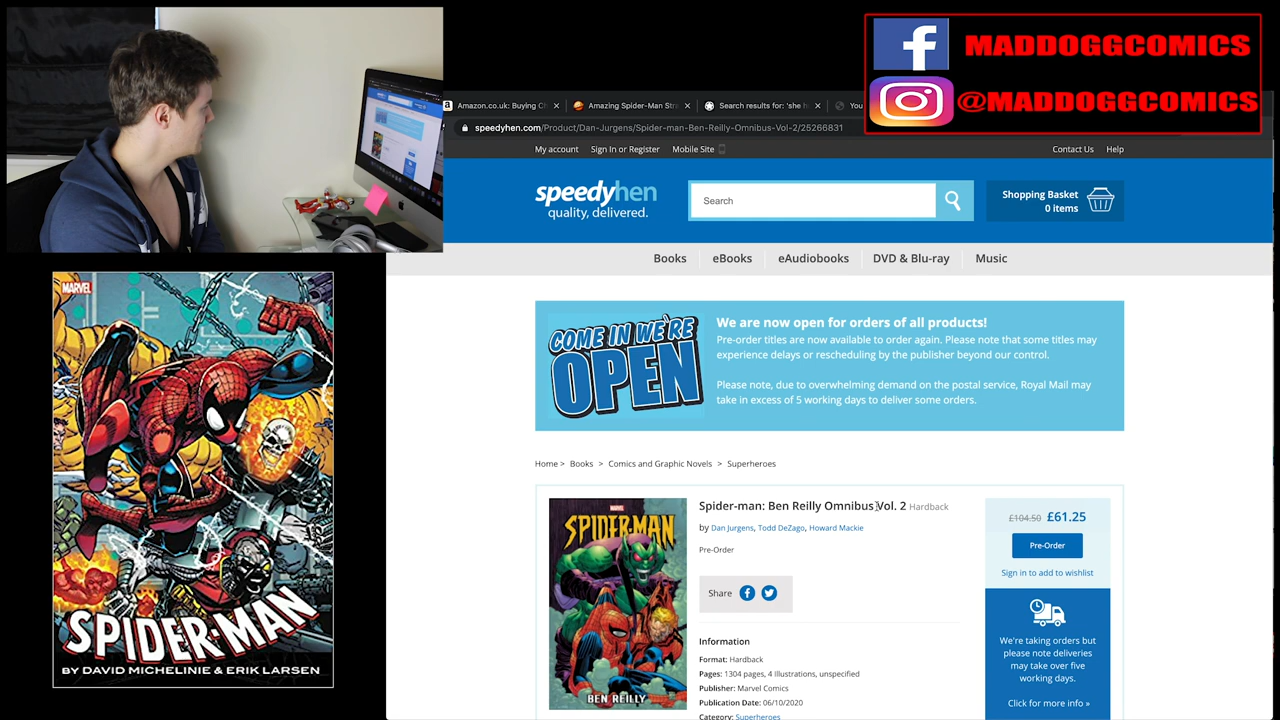 MADDOGGCOMICS
@MADDOGGCOMICS
Amazon.co.uk: Buying Ch
Amazing Spider-Man Stra
Search results for: 'she h
You
speedyhen.com/Product/Dan-Jurgens/Spider-man-Ben-Reilly-Omnibus-Vol-2/25266831
My account
Sign In or Register
Mobile Site
Contact Us
Help
speedyhen
quality, delivered.
Search
Shopping Basket
0 items
Books
eBooks
eAudiobooks
DVD & Blu-ray
Music
COME IN WE'RE
OPEN
We are now open for orders of all products!
Pre-order titles are now available to order again. Please note that some titles may
experience delays or rescheduling by the publisher beyond our control.
Please note, due to overwhelming demand on the postal service, Royal Mail may
take in excess of 5 working days to deliver some orders.
Home > Books > Comics and Graphic Novels > Superheroes
MARVEL
SPIDER-MAN
BY DAVID MICHELINIE & ERIK LARSEN
MARVEL
SPIDER-MAN
BEN REILLY
Spider-man: Ben Reilly Omnibus Vol. 2 Hardback
by Dan Jurgens, Todd DeZago, Howard Mackie
Pre-Order
Share
Information
Format: Hardback
Pages: 1304 pages, 4 Illustrations, unspecified
Publisher: Marvel Comics
Publication Date: 06/10/2020
Category: Superheroes
£104.50 £61.25
Pre-Order
Sign in to add to wishlist
We're taking orders but
please note deliveries
may take over five
working days.
Click for more info »